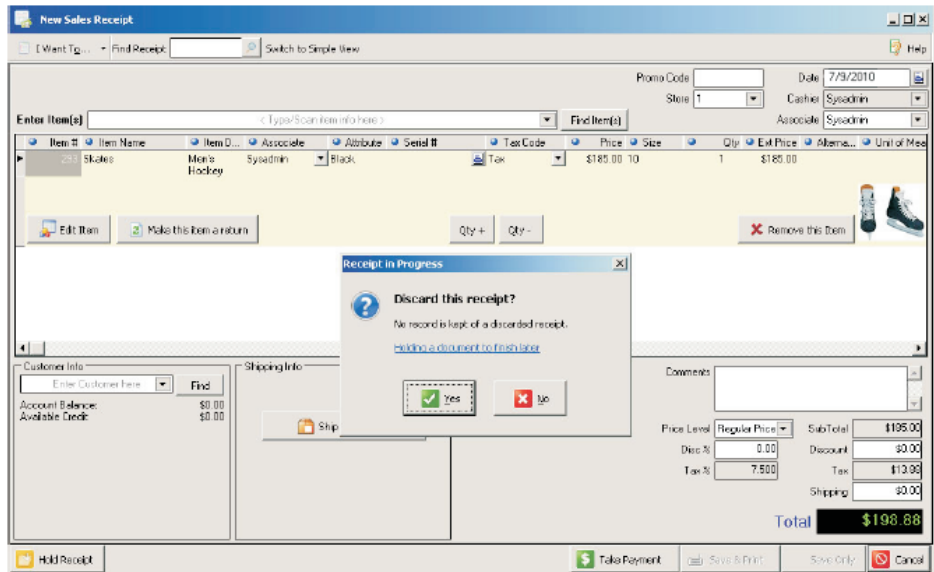 New Sales Receipt
I Want To... Find Receipt Switch to Simple View Help
Promo Code Date 7/9/2010
Store 1 Cashier Sysadmin
Enter Item(s) <Type/Scan item info here> Find Item(s) Associate Sysadmin
Item # Item Name Item D... Associate Attribute Serial # Tax Code Price Size Qty Ext Price Alterna... Unit of Mea
293 Skates Men's Hockey Sysadmin Black Tax $185.00 10 1 $185.00
Edit Item Make this item a return Qty + Qty - Remove this Item
Receipt in Progress
Discard this receipt?
No record is kept of a discarded receipt.
Holding a document to finish later
Yes No
Customer Info Shipping Info Comments
Enter Customer here Find
Account Balance: $0.00
Available Credit: $0.00
Ship
Price Level Regular Price SubTotal $185.00
Disc % 0.00 Discount $0.00
Tax % 7.500 Tax $13.88
Shipping $0.00
Total $198.88
Hold Receipt Take Payment Save & Print Save Only Cancel